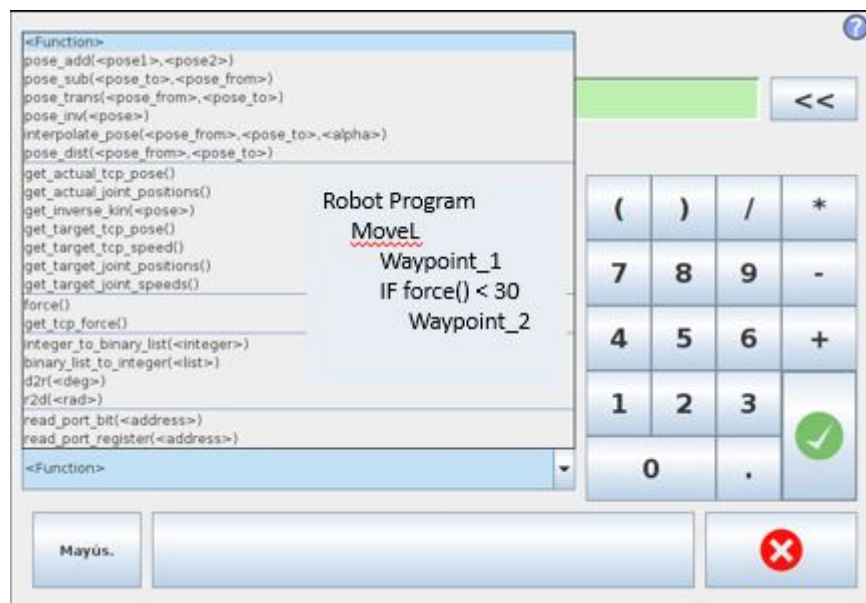 ?
<Function>
pose_add(<pose1>,<pose2>)
pose_sub(<pose_to>,<pose_from>)
pose_trans(<pose_from>,<pose_to>)
pose_inv(<pose>)
interpolate_pose(<pose_from>,<pose_to>,<alpha>)
pose_dist(<pose_from>,<pose_to>)
get_actual_tcp_pose()
get_actual_joint_positions()
get_inverse_kin(<pose>)
get_target_tcp_pose()
get_target_tcp_speed()
get_target_joint_positions()
get_target_joint_speeds()
force()
get_tcp_force()
integer_to_binary_list(<integer>)
binary_list_to_integer(<list>)
d2r(<deg>)
r2d(<rad>)
read_port_bit(<address>)
read_port_register(<address>)
<Function>
Robot Program
MoveL
Waypoint_1
IF force() < 30
Waypoint_2
<<
( ) / *
7 8 9 -
4 5 6 +
1 2 3
0 .
Mayús.